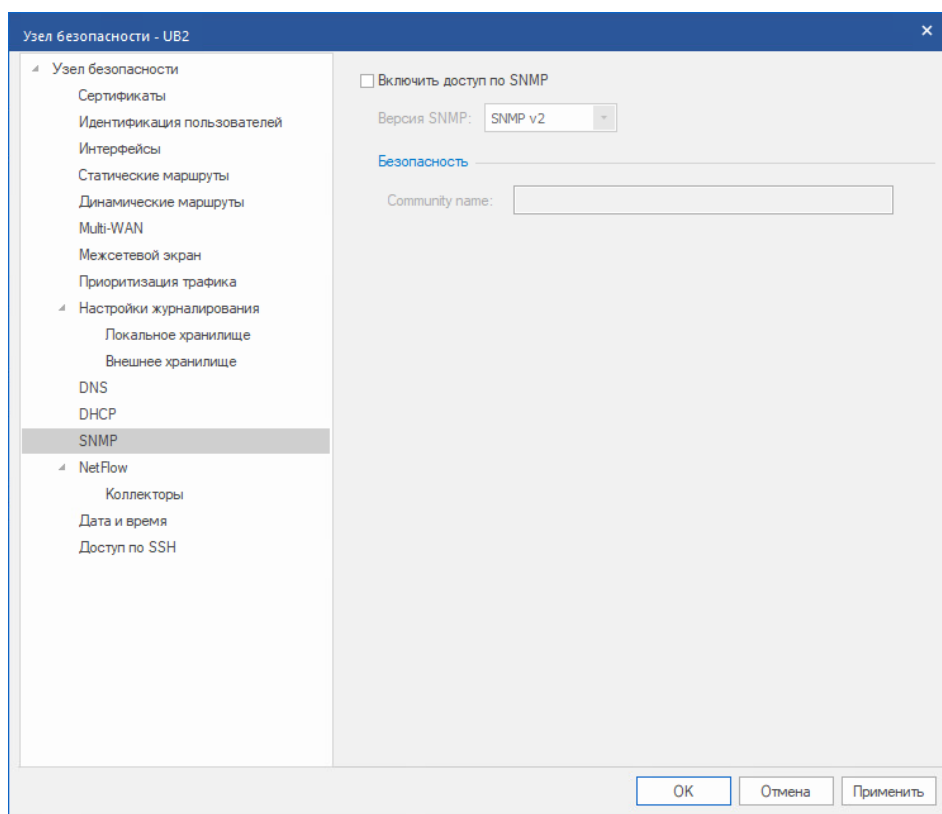 Узел безопасности - UB2
Узел безопасности
Сертификаты
Идентификация пользователей
Интерфейсы
Статические маршруты
Динамические маршруты
Multi-WAN
Межсетевой экран
Приоритизация трафика
Настройки журналирования
Локальное хранилище
Внешнее хранилище
DNS
DHCP
SNMP
NetFlow
Коллекторы
Дата и время
Доступ по SSH
Включить доступ по SNMP
Версия SNMP: SNMP v2
Безопасность
Community name:
OK Отмена Применить